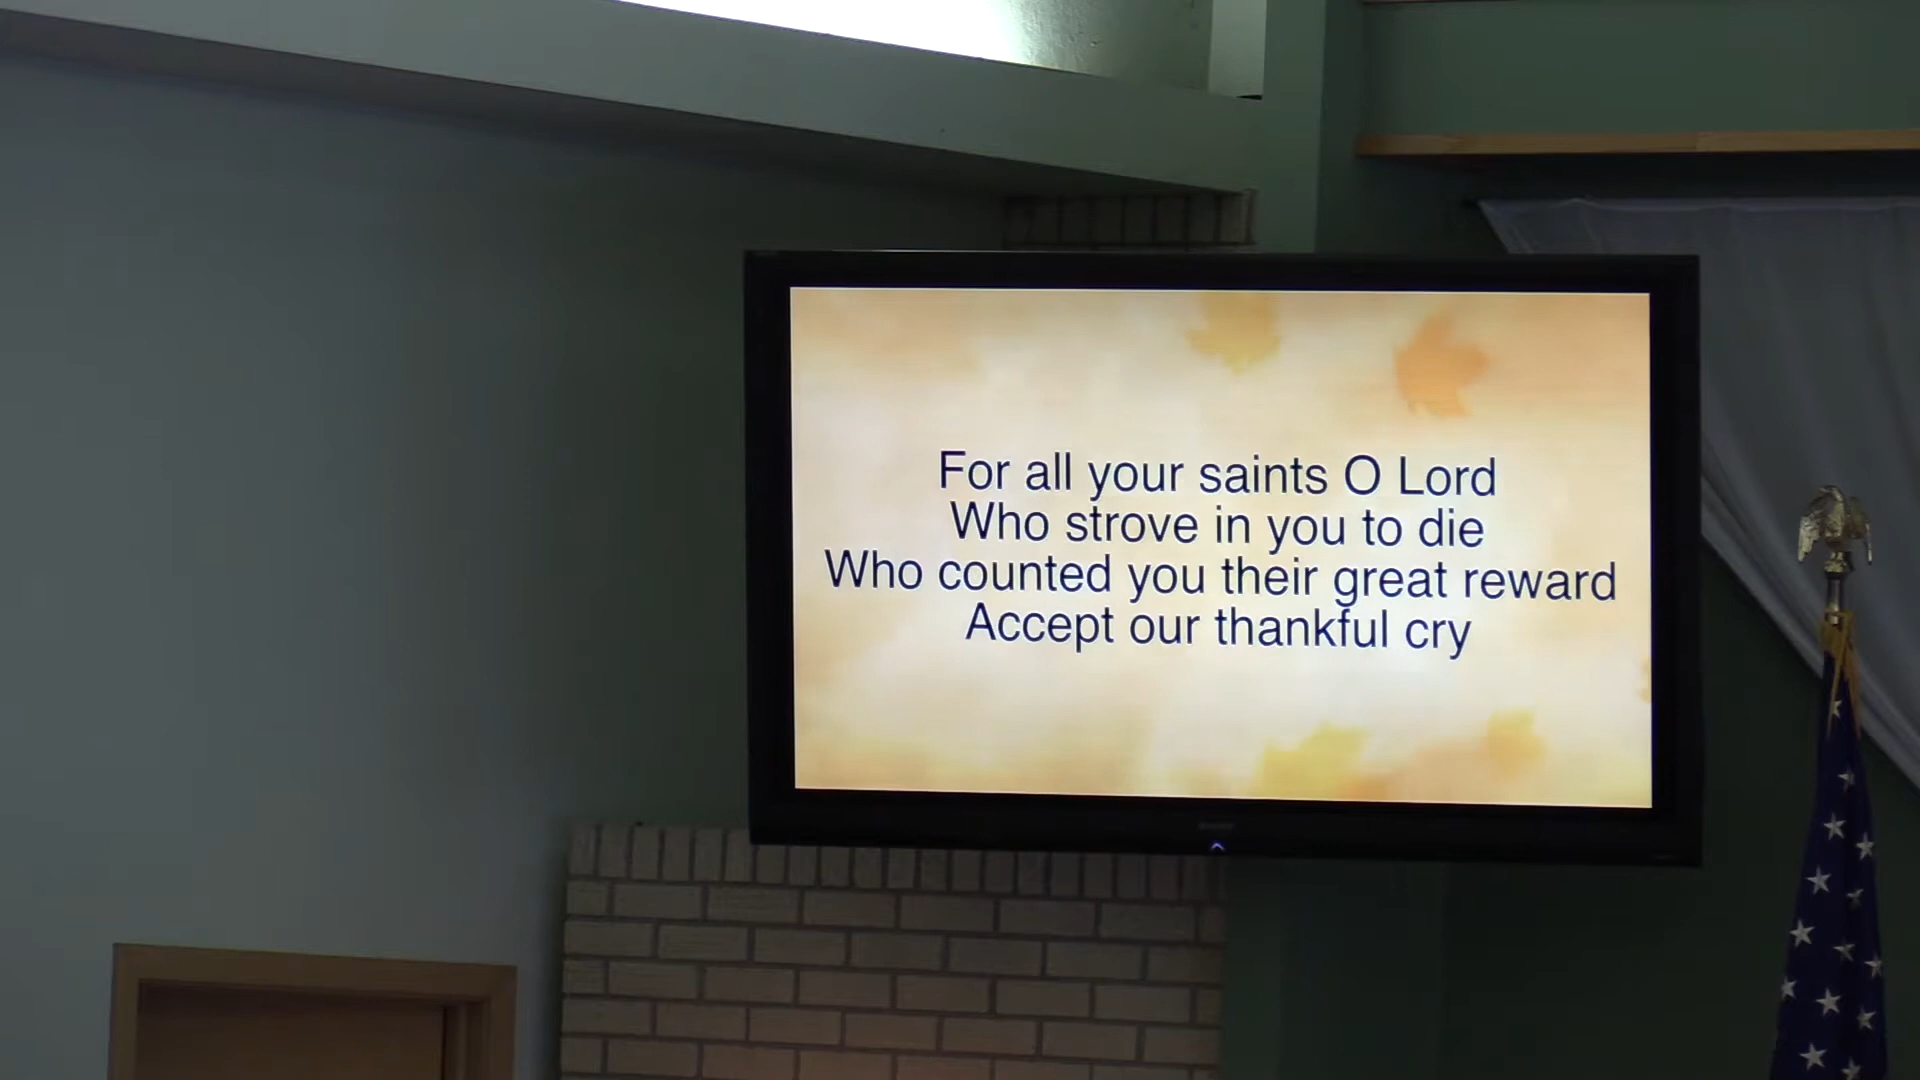 For all your saints O Lord
Who strove in you to die
Who counted you their great reward
Accept our thankful cry